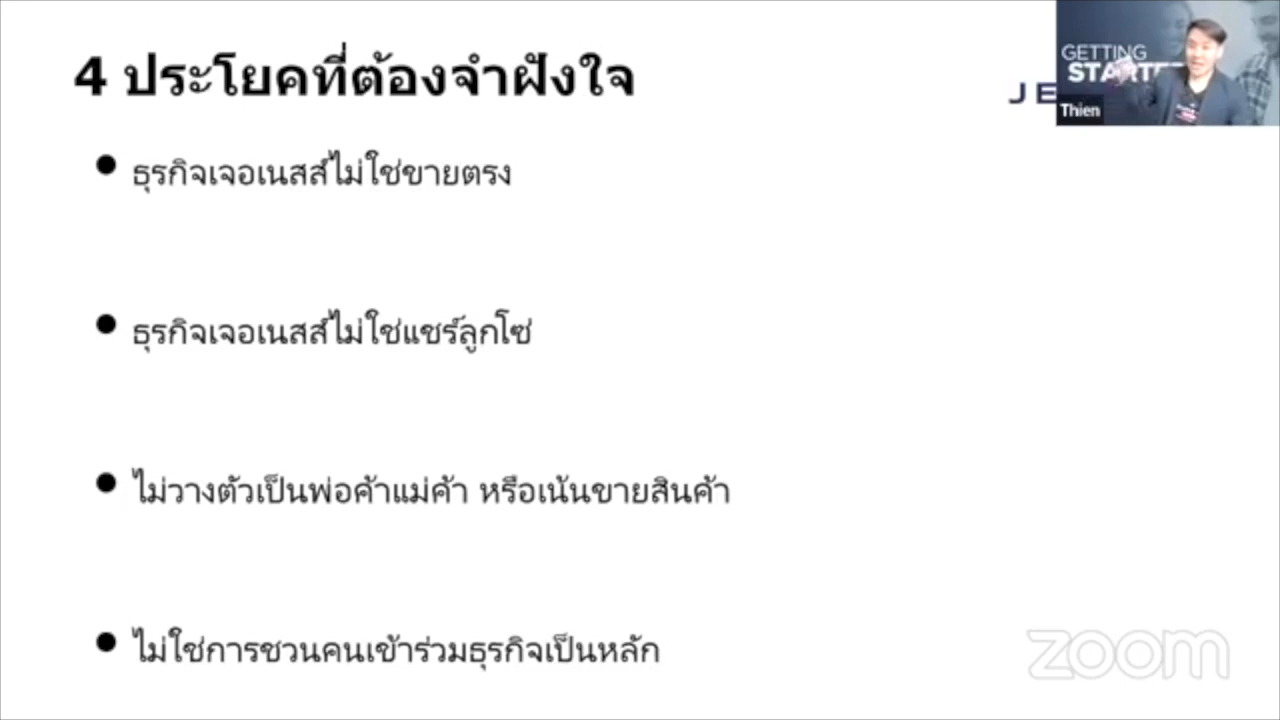 4 ประโยคที่ต้องจำฝังใจ
GETTING
STARTE
JE
Thien
ธุรกิจเจอเนสส์ไม่ใช่ขายตรง
ธุรกิจเจอเนสส์ไม่ใช่แชร์ลูกโซ่
ไม่วางตัวเป็นพ่อค้าแม่ค้า หรือเน้นขายสินค้า
ไม่ใช่การชวนคนเข้าร่วมธุรกิจเป็นหลัก
zoom